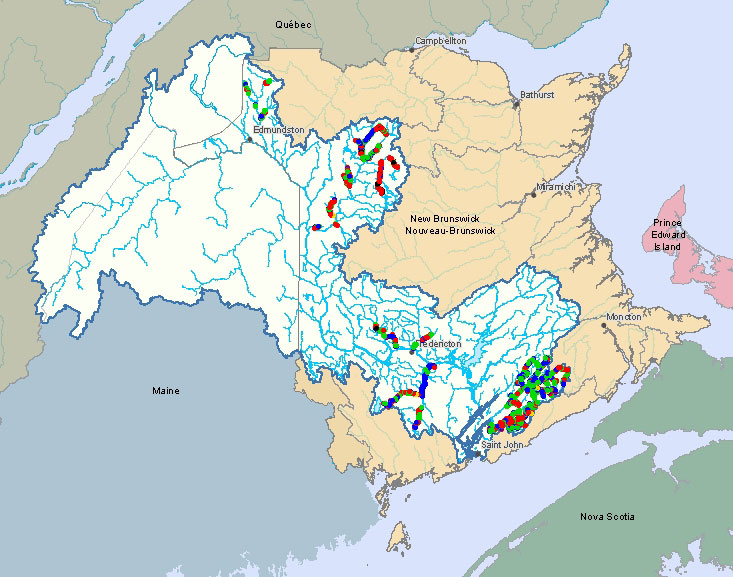 Québec
Campbellton
Bathurst
Edmundston
Miramichi
New Brunswick
Nouveau-Brunswick
Prince
Edward
Island
Moncton
Fredericton
Maine
Saint John
Nova Scotia